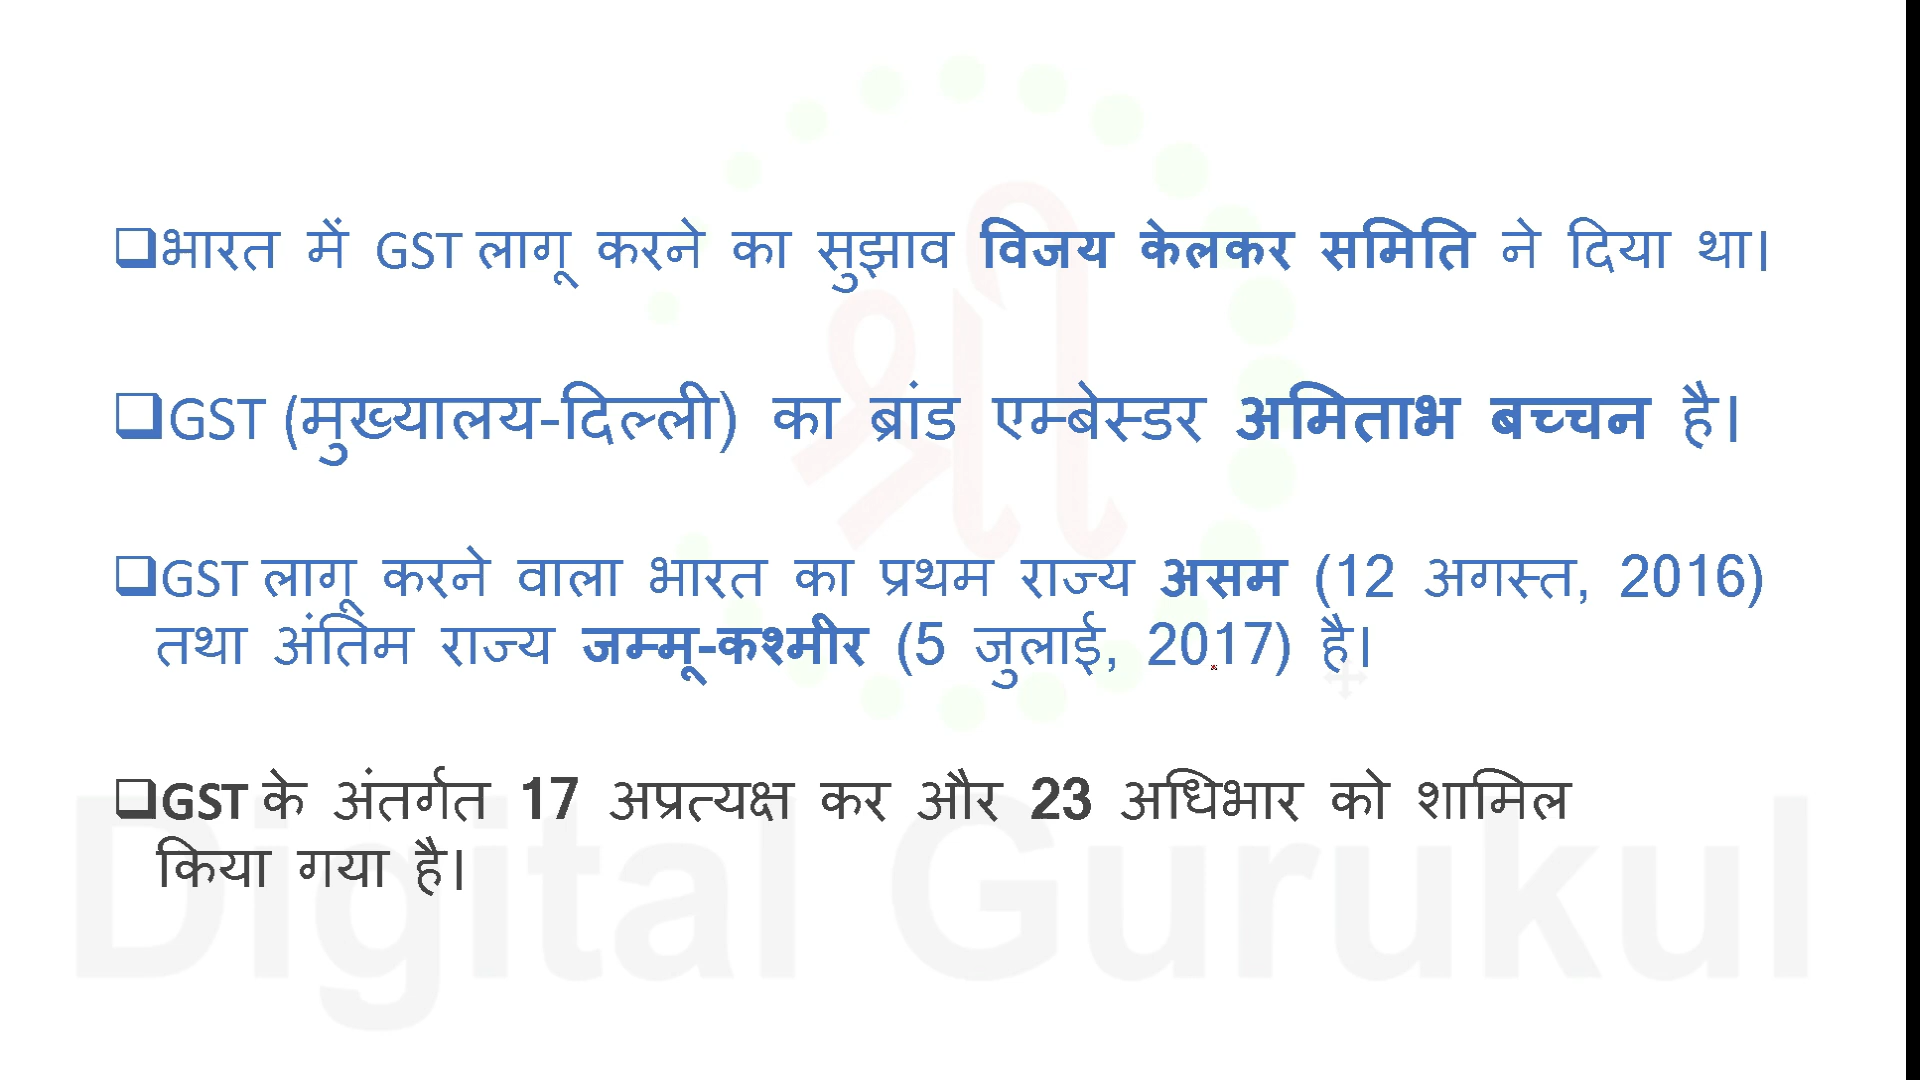 ❑भारत में GST लागू करने का सुझाव विजय केलकर समिति ने दिया था।
❑GST (मुख्यालय-दिल्ली) का ब्रांड एम्बेस्डर अमिताभ बच्चन है।
❑GST लागू करने वाला भारत का प्रथम राज्य असम (12 अगस्त, 2016)
तथा अंतिम राज्य जम्मू-कश्मीर (5 जुलाई, 2017) है।
❑GST के अंतर्गत 17 अप्रत्यक्ष कर और 23 अधिभार को शामिल
किया गया है।
श्री
Digital Gurukul